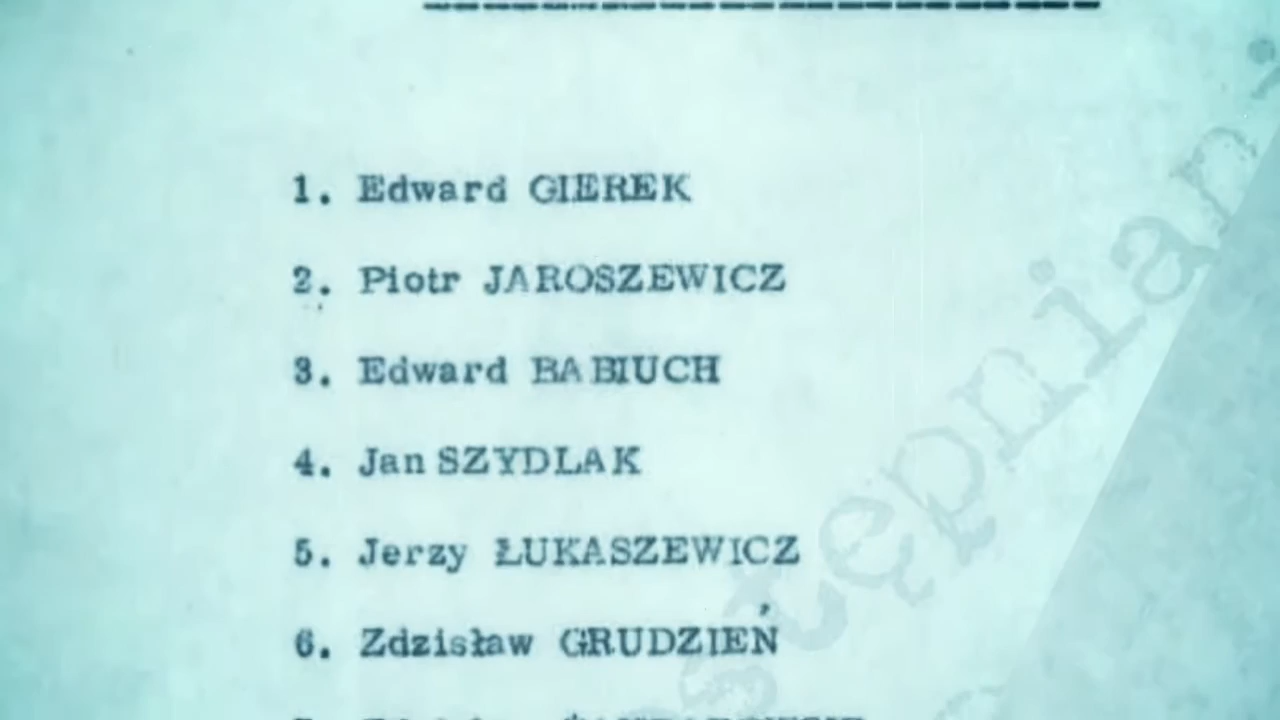 1. Edward GIEREK
2. Piotr JAROSZEWICZ
3. Edward BABIUCH
4. Jan SZYDLAK
5. Jerzy ŁUKASZEWICZ
6. Zdzisław GRUDZIEŃ